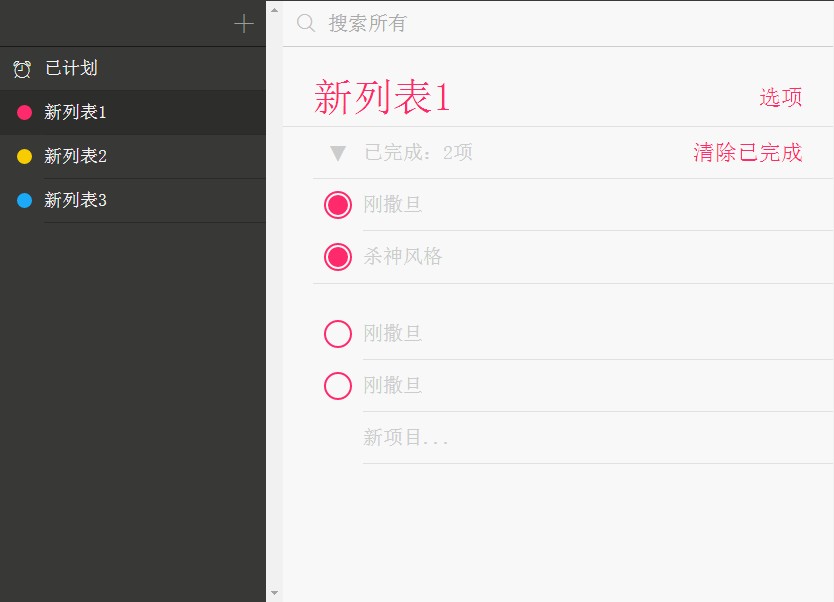 已计划
新列表1
新列表2
新列表3
搜索所有
新列表1
选项
已完成：2项
清除已完成
刚撒旦
杀神风格
刚撒旦
刚撒旦
新项目...